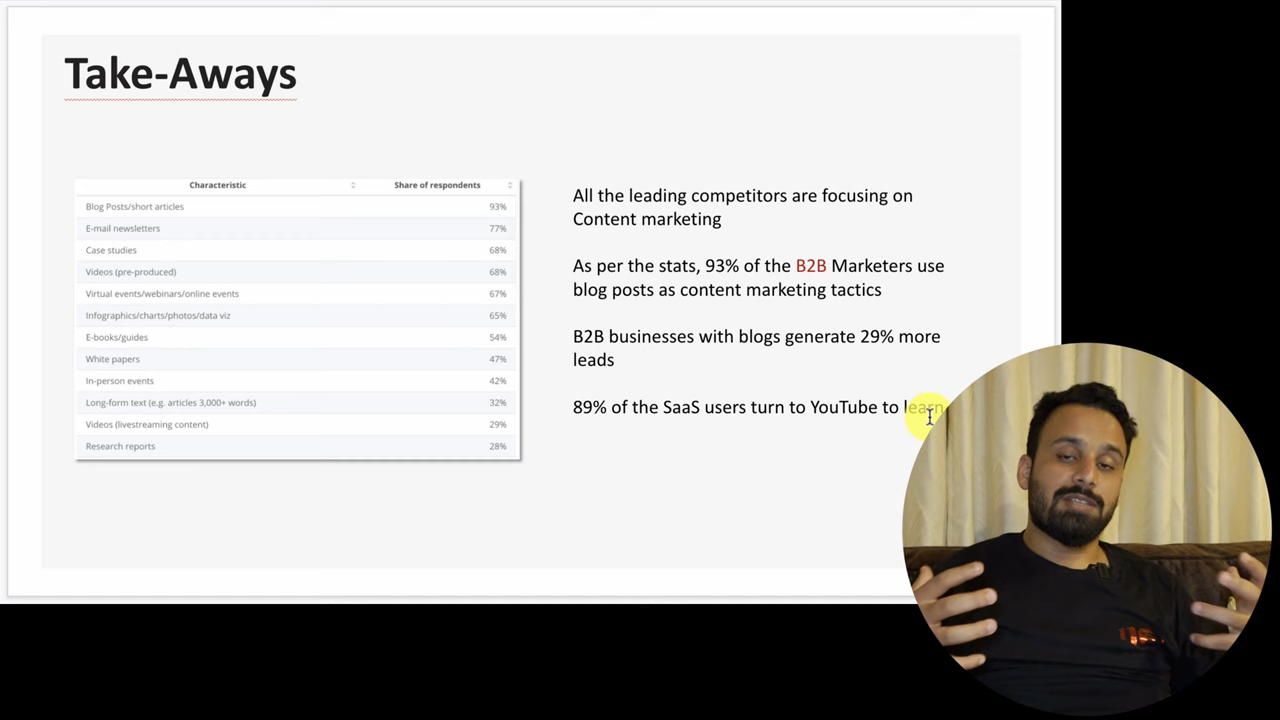 Take-Aways
Characteristic Share of respondents
Blog Posts/short articles 93%
E-mail newsletters 77%
Case studies 68%
Videos (pre-produced) 68%
Virtual events/webinars/online events 67%
Infographics/charts/photos/data viz 65%
E-books/guides 54%
White papers 47%
In-person events 42%
Long-form text (e.g. articles 3,000+ words) 32%
Videos (livestreaming content) 29%
Research reports 28%
All the leading competitors are focusing on
Content marketing
As per the stats, 93% of the B2B Marketers use
blog posts as content marketing tactics
B2B businesses with blogs generate 29% more
leads
89% of the SaaS users turn to YouTube to learn